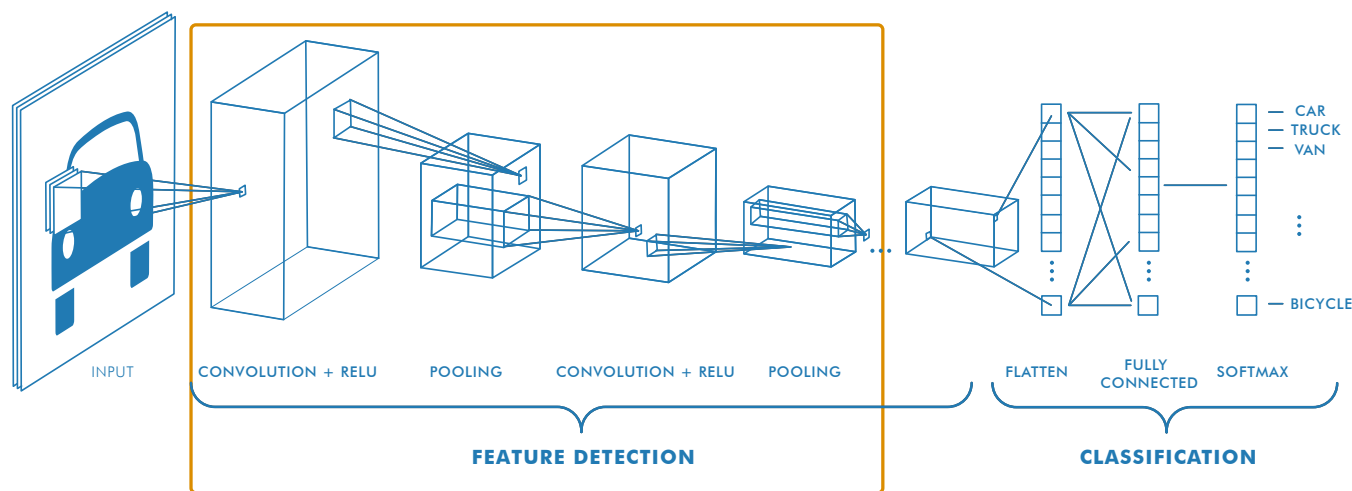 CAR
TRUCK
VAN
BICYCLE
INPUT
CONVOLUTION + RELU
POOLING
CONVOLUTION + RELU
POOLING
FLATTEN
FULLY
CONNECTED
SOFTMAX
FEATURE DETECTION
CLASSIFICATION